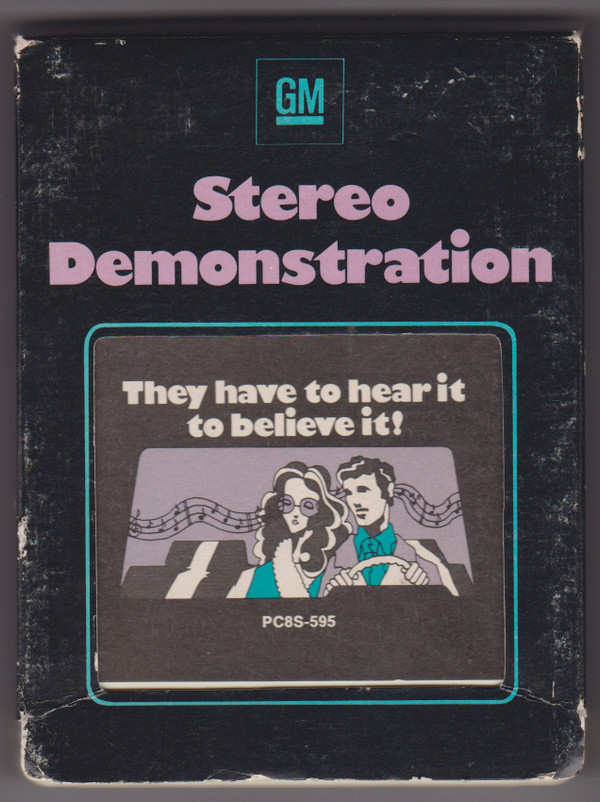 GM
Stereo
Demonstration
They have to hear it
to believe it!
PC8S-595